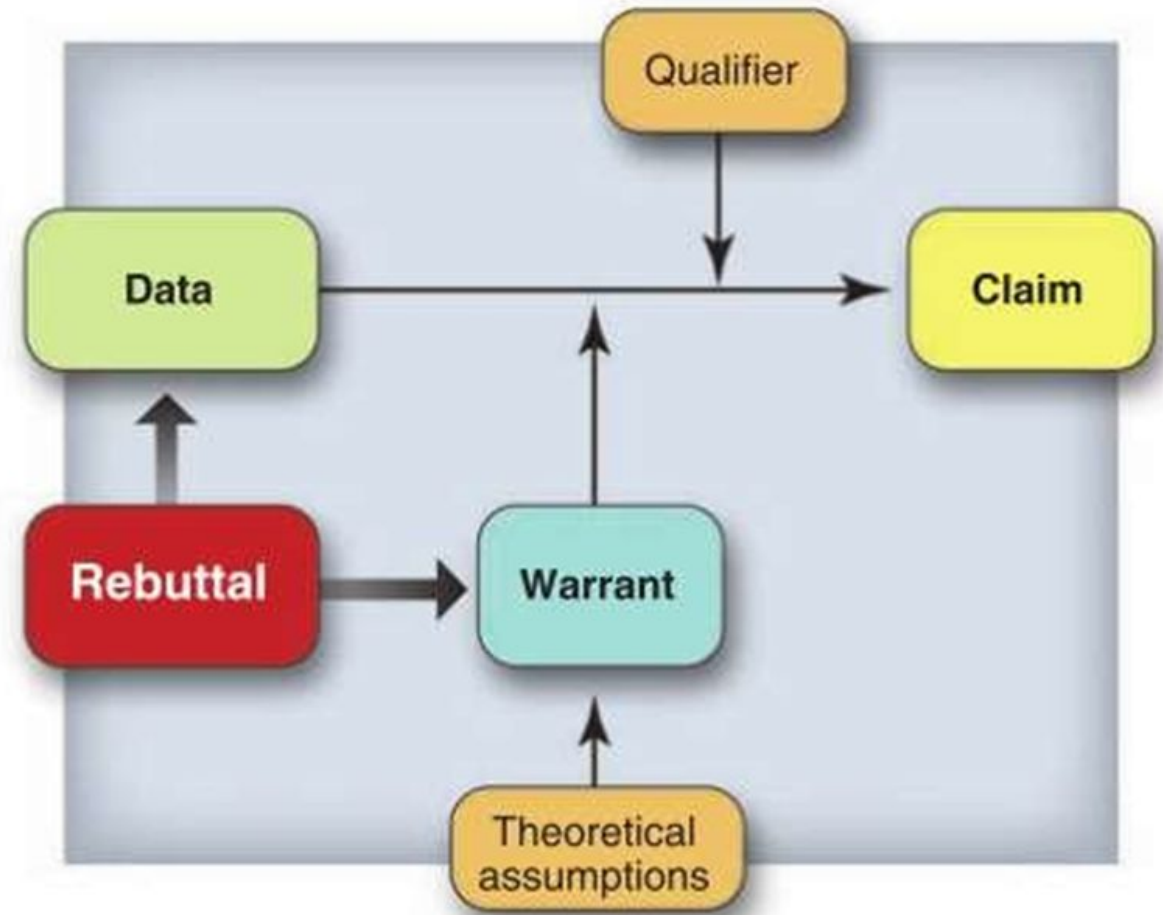 Qualifier
Data
Claim
Rebuttal
Warrant
Theoretical
assumptions